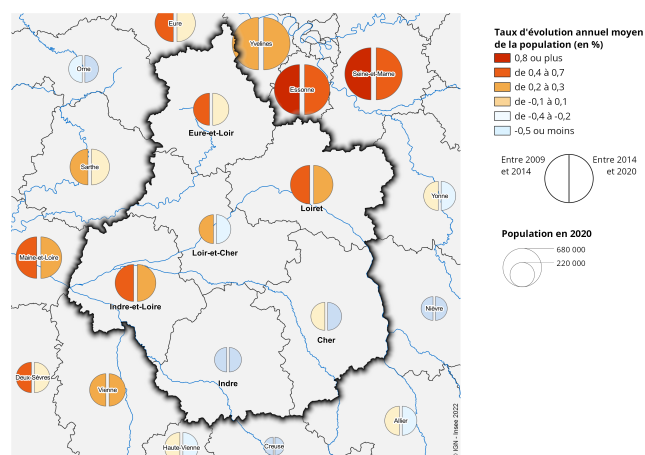 Eure
Yvelines
Orne
Essonne
Seine-et-Marne
Eure-et-Loir
Sarthe
Loiret
Yonne
Loir-et-Cher
Maine-et-Loire
Indre-et-Loire
Nièvre
Cher
Indre
Deux-Sèvres
Vienne
Allier
Haute-Vienne
Creuse
© IGN - Insee 2022
Taux d'évolution annuel moyen
de la population (en %)
0,8 ou plus
de 0,4 à 0,7
de 0,2 à 0,3
de -0,1 à 0,1
de -0,4 à -0,2
-0,5 ou moins
Entre 2009
et 2014
Entre 2014
et 2020
Population en 2020
680 000
220 000